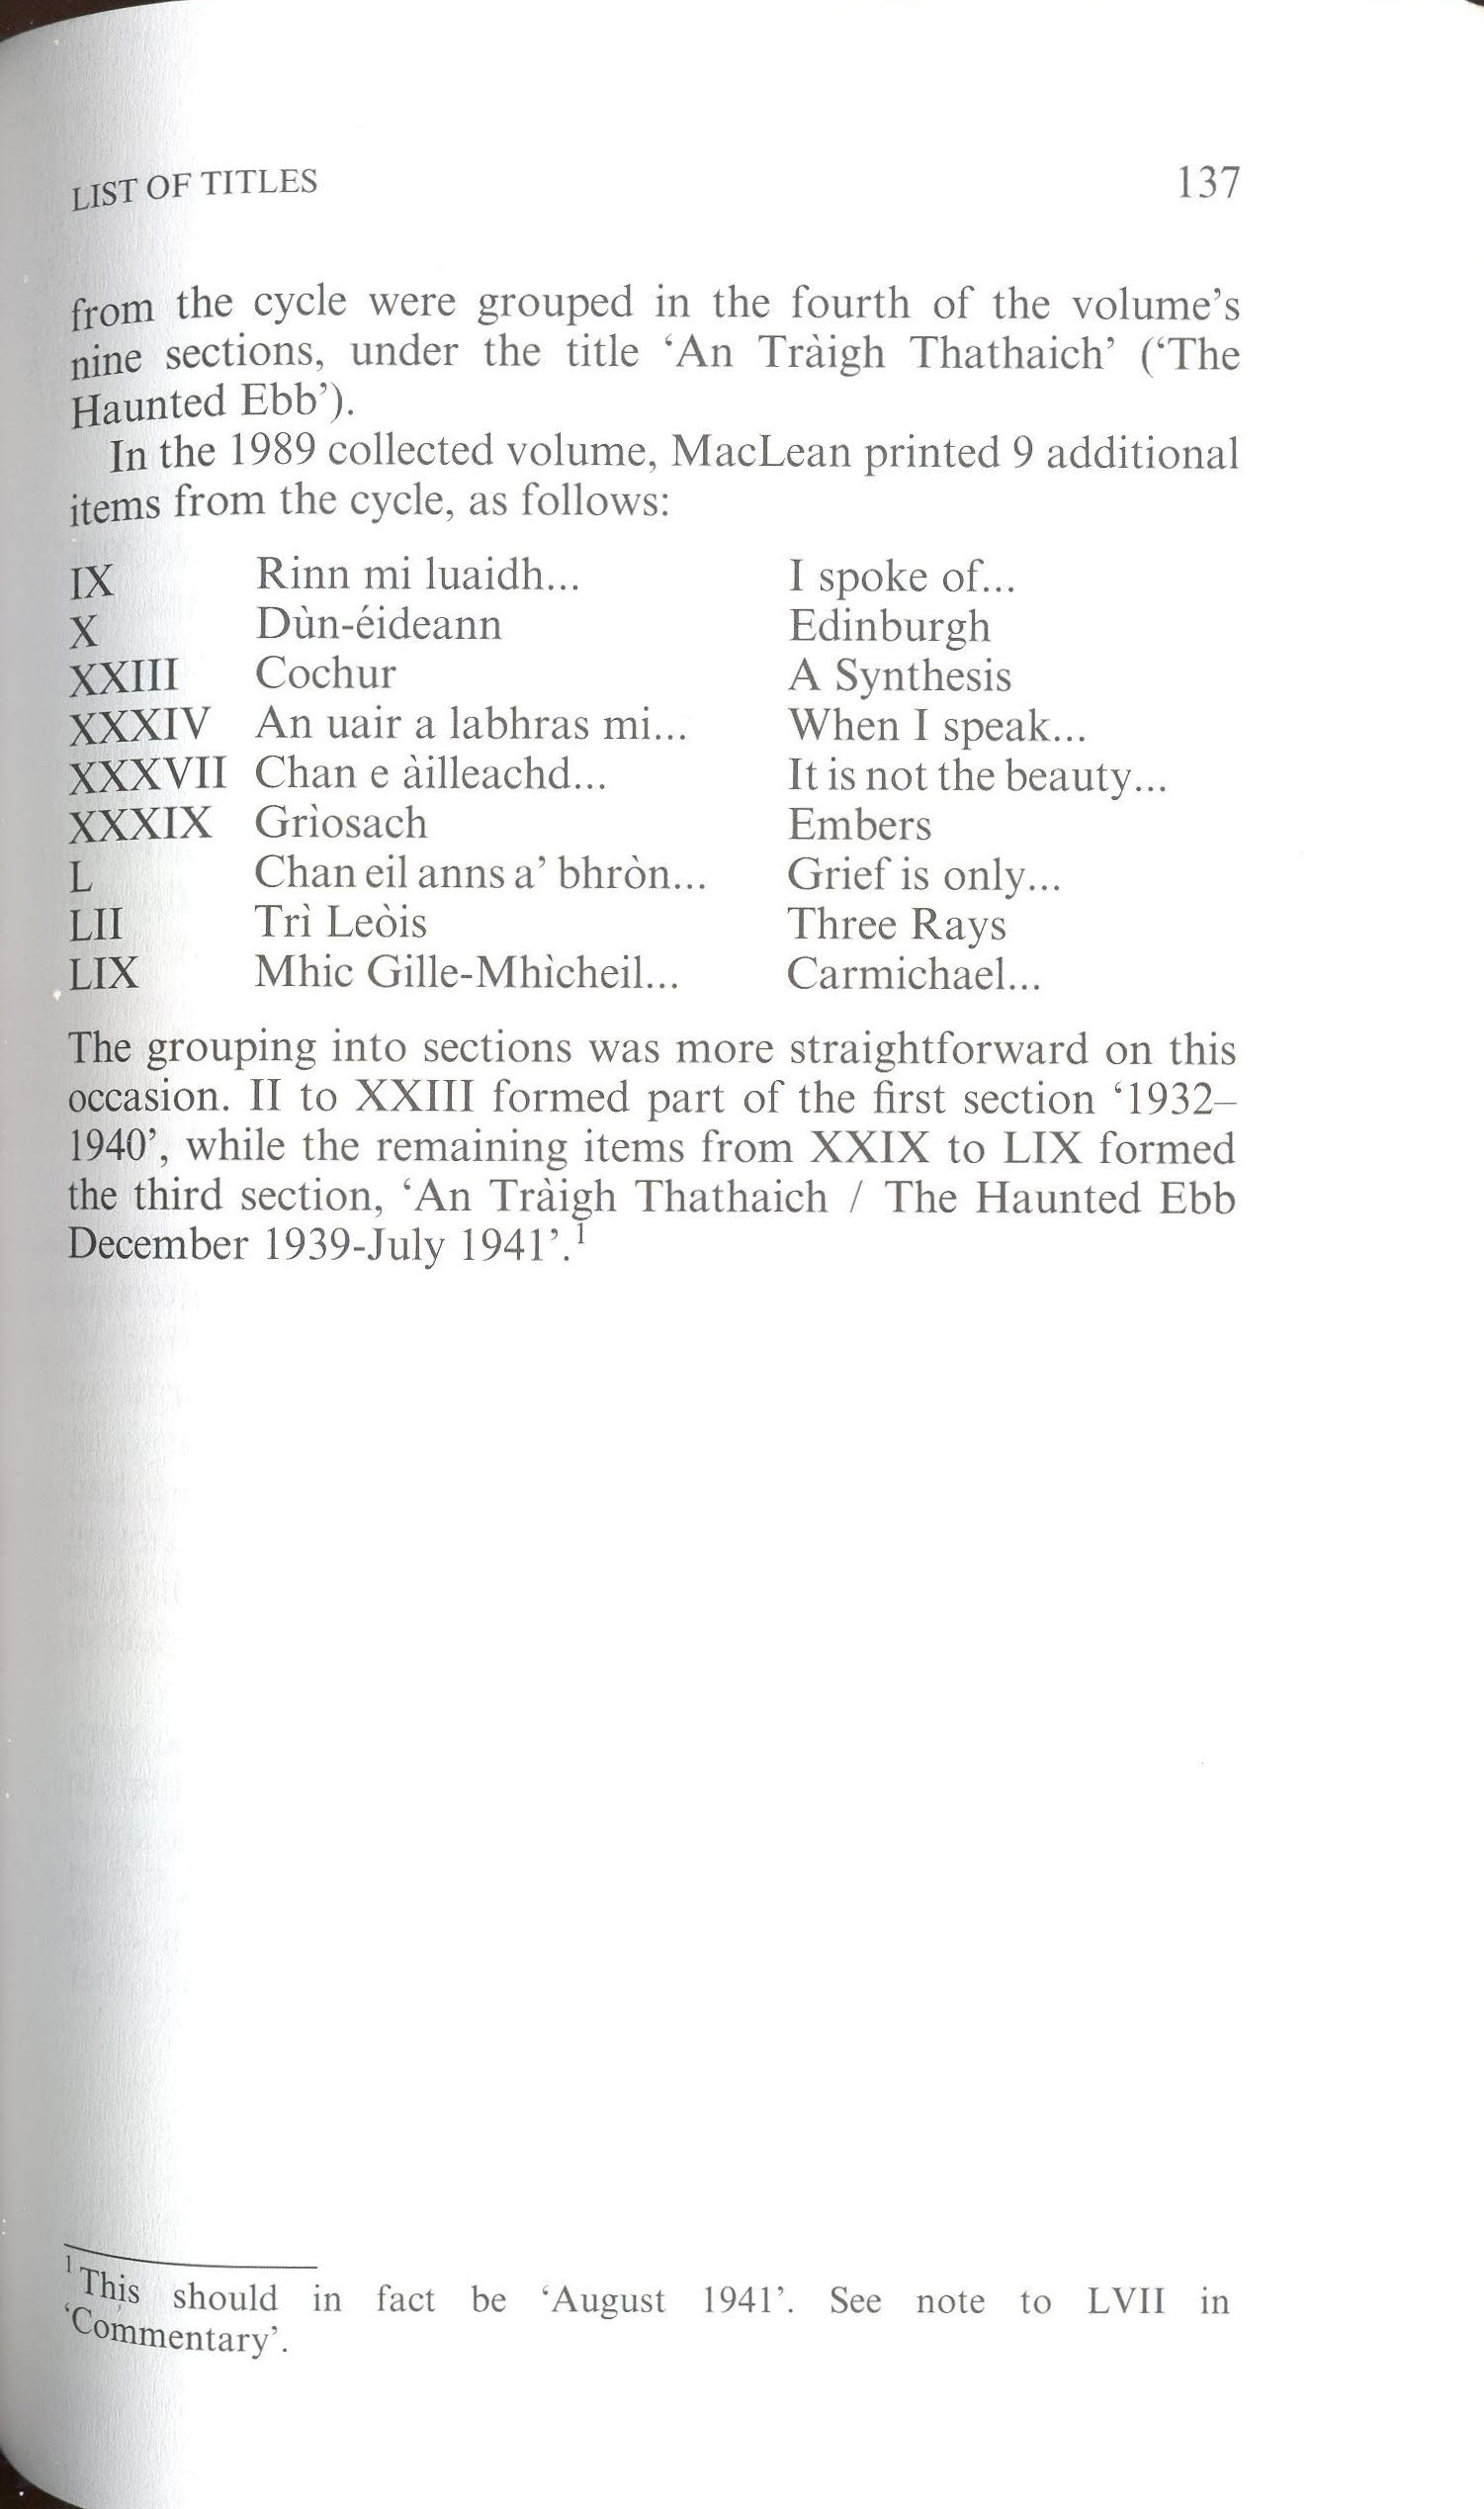 LIST OF TITLES 137
from the cycle were grouped in the fourth of the volume's
nine sections, under the title ‘An Tràigh Thathaich’ (‘The
Haunted Ebb’).
In the 1989 collected volume, MacLean printed 9 additional
items from the cycle, as follows:
IX Rinn mi luaidh... I spoke of...
X Dùn-éideann Edinburgh
XXIII Cochur A Synthesis
XXXIV An uair a labhras mi... When I speak...
XXXVII Chan e àilleachd... It is not the beauty...
XXXIX Grìosach Embers
L Chan eil anns a’ bhròn... Grief is only...
LII Trì Leòis Three Rays
LIX Mhic Gille-Mhìcheil... Carmichael...
The grouping into sections was more straightforward on this
occasion. II to XXIII formed part of the first section ‘1932–
1940’, while the remaining items from XXIX to LIX formed
the third section, ‘An Tràigh Thathaich / The Haunted Ebb
December 1939-July 1941’.¹
¹ This should in fact be ‘August 1941’. See note to LVII in
‘Commentary’.